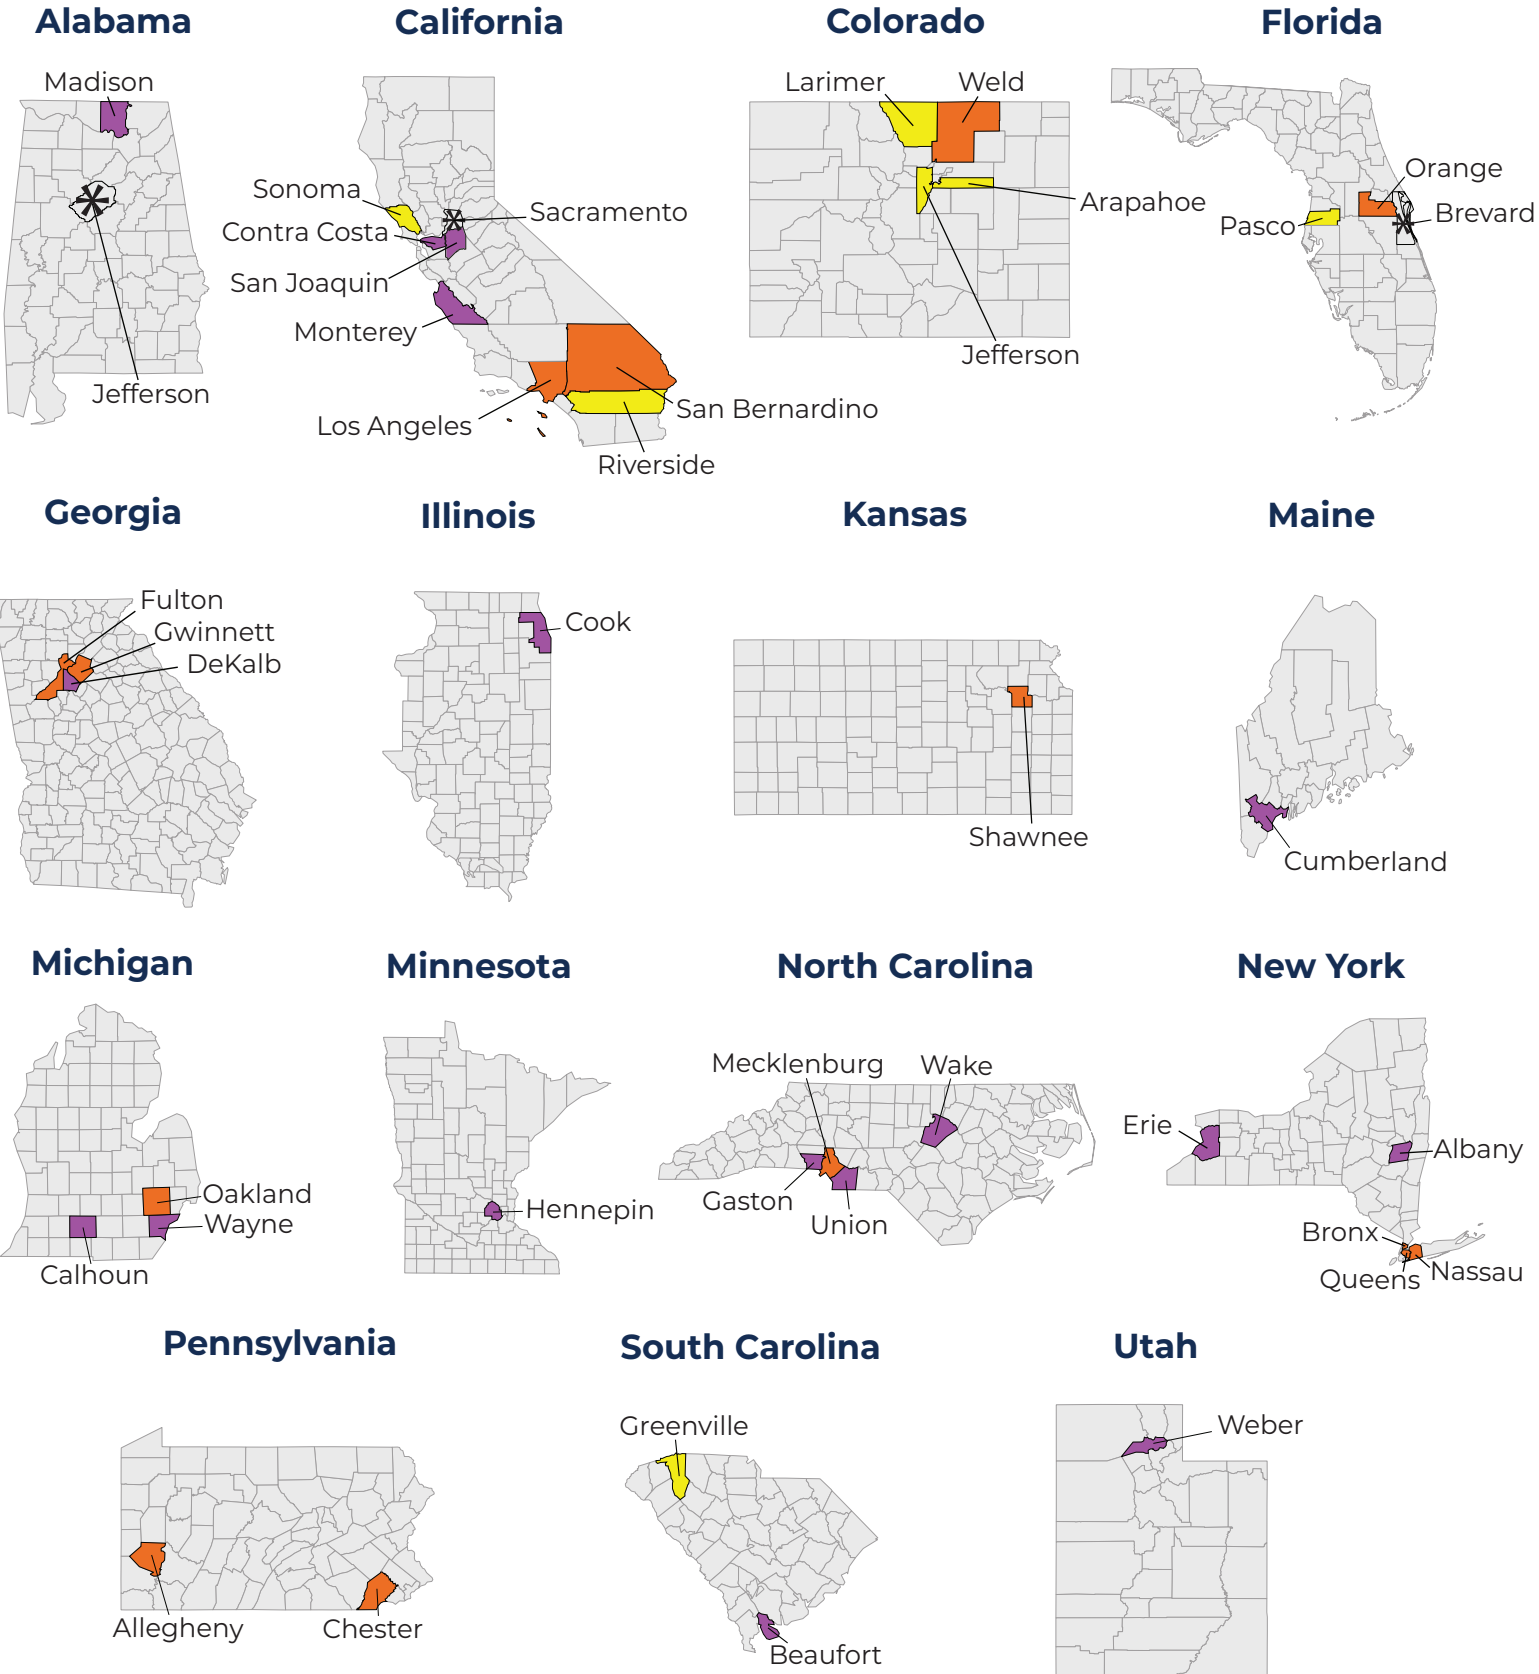 Alabama
California
Colorado
Florida
Madison
Jefferson
Sonoma
Contra Costa
San Joaquin
Monterey
Los Angeles
Sacramento
San Bernardino
Riverside
Larimer
Weld
Arapahoe
Jefferson
Orange
Brevard
Pasco
Georgia
Illinois
Kansas
Maine
Fulton
Gwinnett
DeKalb
Cook
Shawnee
Cumberland
Michigan
Minnesota
North Carolina
New York
Oakland
Wayne
Calhoun
Hennepin
Mecklenburg
Wake
Gaston
Union
Erie
Albany
Bronx
Queens
Nassau
Pennsylvania
South Carolina
Utah
Allegheny
Chester
Greenville
Beaufort
Weber